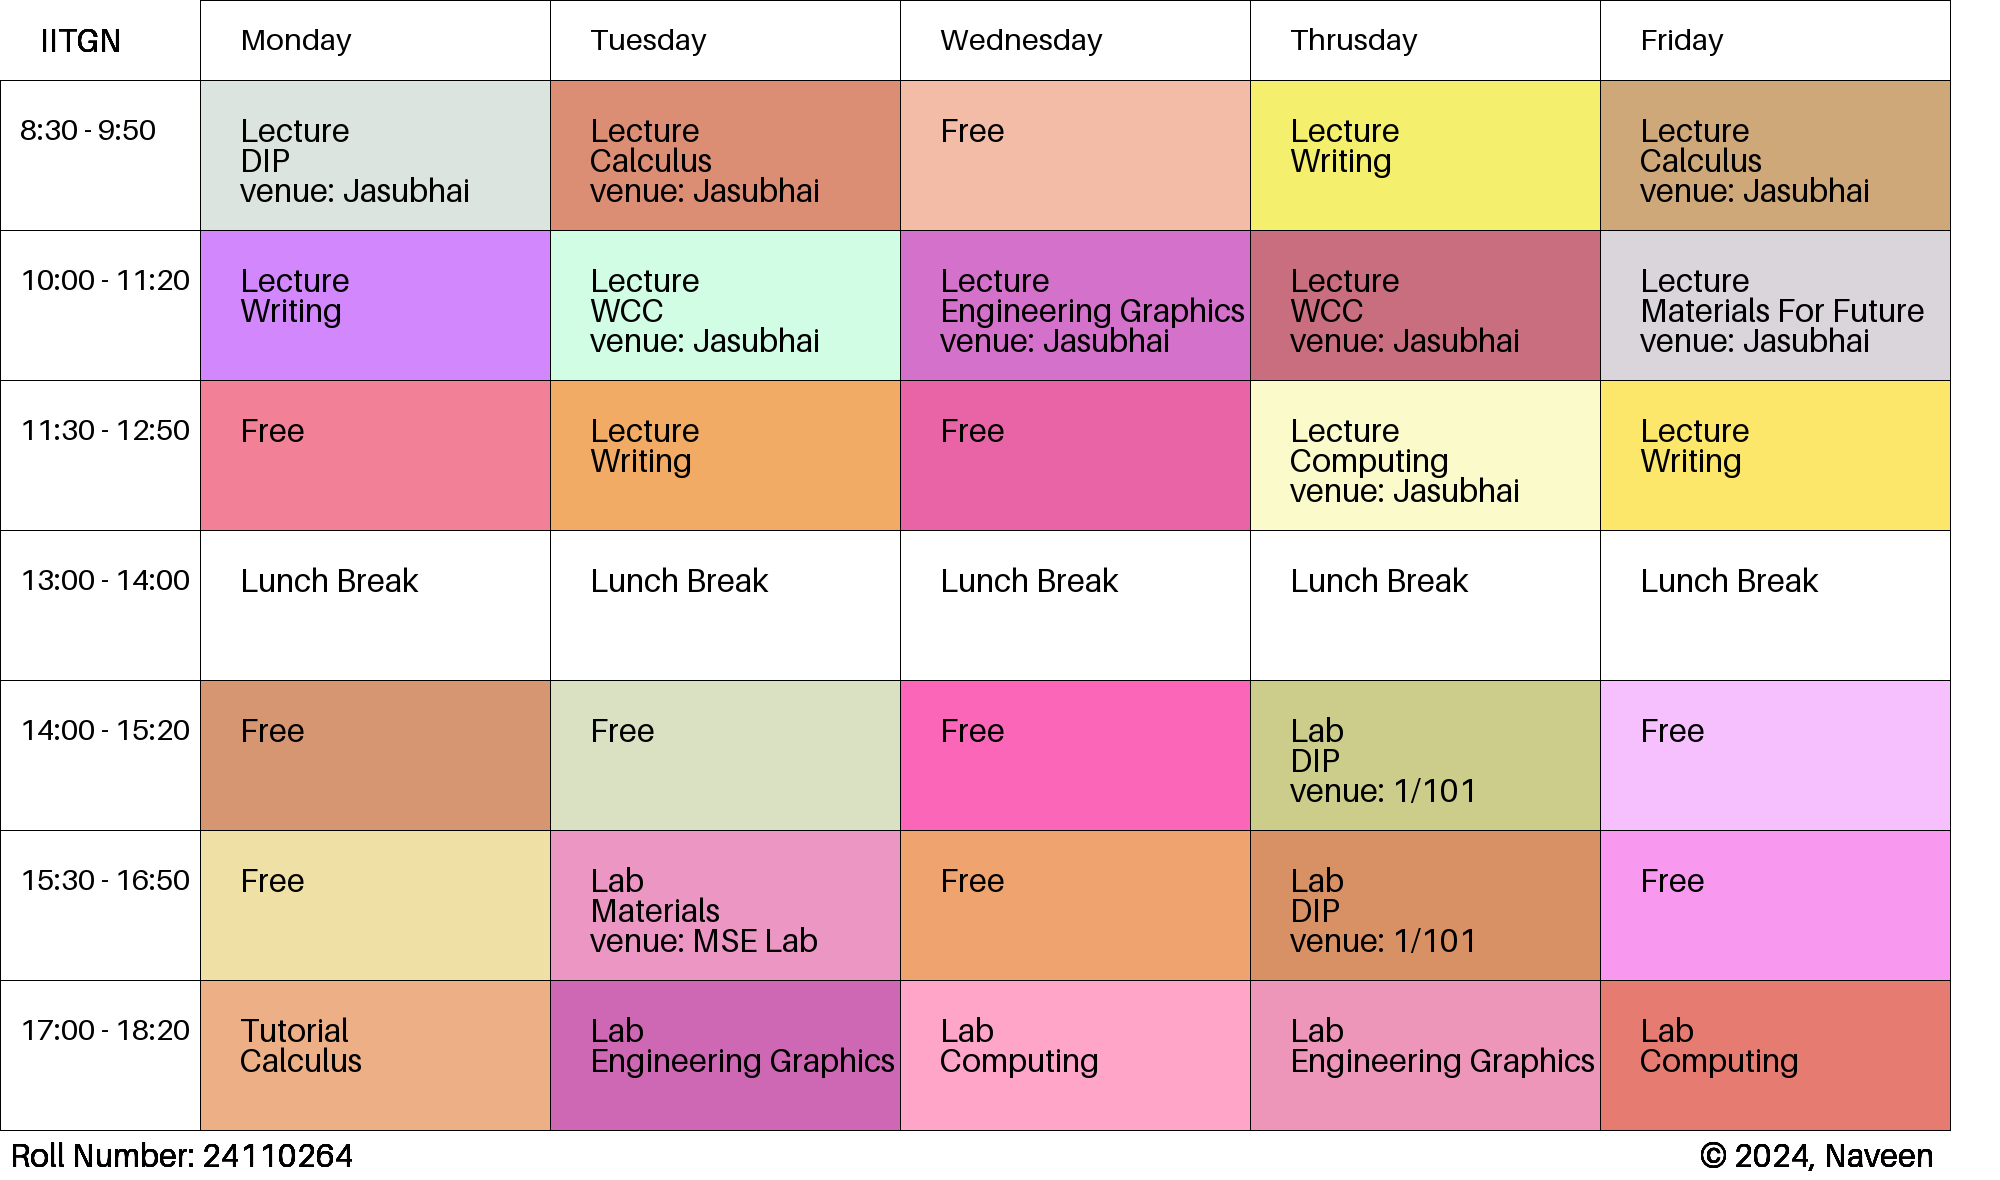 IITGN
Monday
Tuesday
Wednesday
Thrusday
Friday
8:30 - 9:50
Lecture
DIP
venue: Jasubhai
Lecture
Calculus
venue: Jasubhai
Free
Lecture
Writing
Lecture
Calculus
venue: Jasubhai
10:00 - 11:20
Lecture
Writing
Lecture
WCC
venue: Jasubhai
Lecture
Engineering Graphics
venue: Jasubhai
Lecture
WCC
venue: Jasubhai
Lecture
Materials For Future
venue: Jasubhai
11:30 - 12:50
Free
Lecture
Writing
Free
Lecture
Computing
venue: Jasubhai
Lecture
Writing
13:00 - 14:00
Lunch Break
Lunch Break
Lunch Break
Lunch Break
Lunch Break
14:00 - 15:20
Free
Free
Free
Lab
DIP
venue: 1/101
Free
15:30 - 16:50
Free
Lab
Materials
venue: MSE Lab
Free
Lab
DIP
venue: 1/101
Free
17:00 - 18:20
Tutorial
Calculus
Lab
Engineering Graphics
Lab
Computing
Lab
Engineering Graphics
Lab
Computing
Roll Number: 24110264
© 2024, Naveen